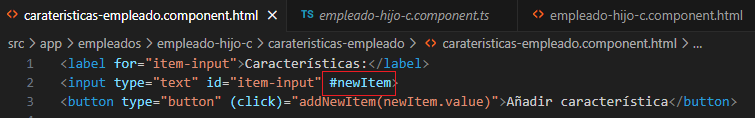 carateristicas-empleado.component.html TS empleado-hijo-c.component.ts empleado-hijo-c.component.html
src > app > empleados > empleado-hijo-c > carateristicas-empleado > carateristicas-empleado.component.html > ...
1 <label for="item-input">Características:</label>
2 <input type="text" id="item-input" #newItem>
3 <button type="button" (click)="addNewItem(newItem.value)">Añadir característica</button>